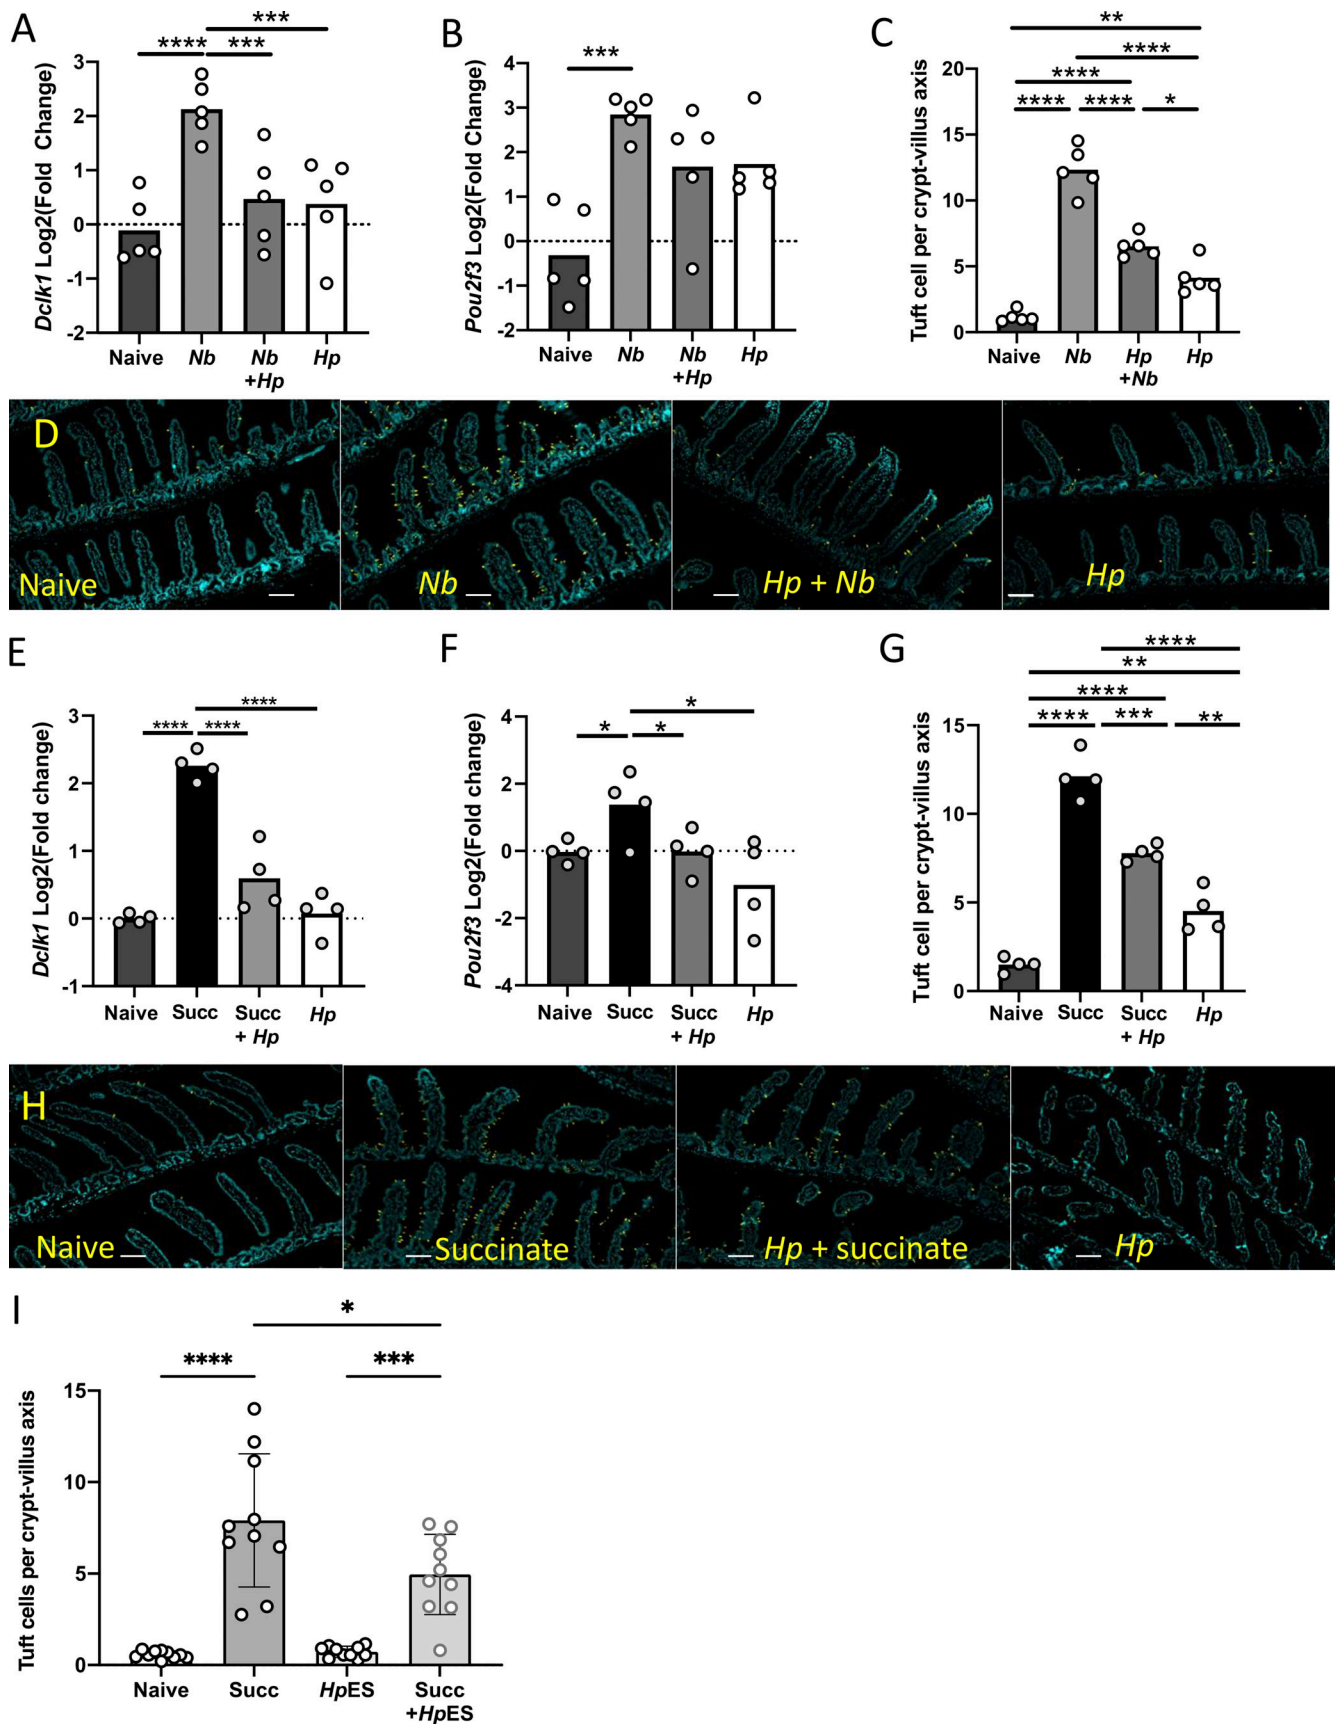 A
Dclk1 Log2(Fold Change)
3
2
1
0
-1
-2
****
***
***
Naive
Nb
Nb
+Hp
Hp
B
Pou2f3 Log2(Fold Change)
4
3
2
1
0
-1
-2
***
Naive
Nb
Nb
+Hp
Hp
C
Tuft cell per crypt-villus axis
20
15
10
5
0
**
****
****
****
****
*
Naive
Nb
Hp
+Nb
Hp
D
Naive
Nb
Hp + Nb
Hp
E
Dclk1 Log2(Fold change)
3
2
1
0
-1
****
****
****
Naive
Succ
Succ
+ Hp
Hp
F
Pou2f3 Log2(Fold change)
4
2
0
-2
-4
*
*
*
Naive
Succ
Succ
+ Hp
Hp
G
Tuft cell per crypt-villus axis
15
10
5
0
****
**
****
****
***
**
Naive
Succ
Succ
+ Hp
Hp
H
Naive
Succinate
Hp + succinate
Hp
I
Tuft cells per crypt-villus axis
15
10
5
0
*
****
***
Naive
Succ
HpES
Succ
+HpES